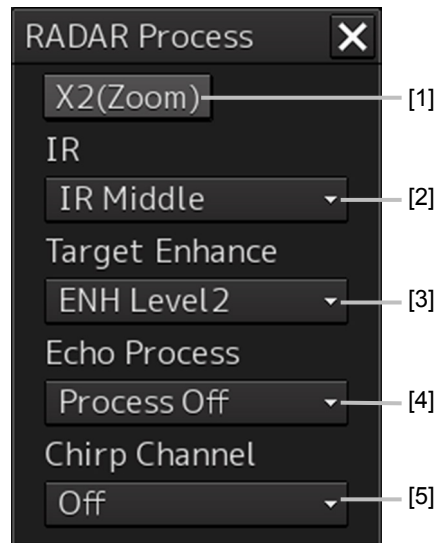 RADAR Process
X2(Zoom) [1]
IR
IR Middle [2]
Target Enhance
ENH Level2 [3]
Echo Process
Process Off [4]
Chirp Channel
Off [5]